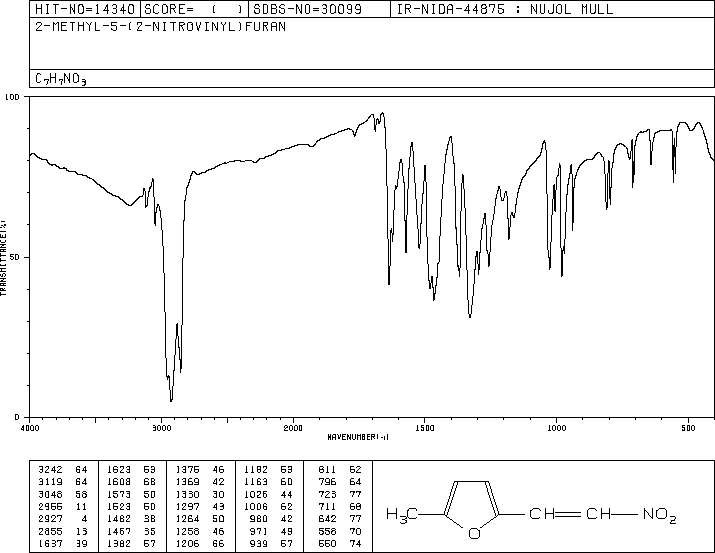 HIT-NO=14340 SCORE= ( ) SDBS-NO=30099 IR-NIDA-44875 : NUJOL MULL
2-METHYL-5-(2-NITROVINYL)FURAN
C7H7NO3
100
50
0
TRANSMITTANCE(%)
4000 3000 2000 1500 1000 500
WAVENUMBER(-1)
3242 64 1623 53 1375 46 1182 53 811 62
3119 64 1608 68 1369 42 1163 60 796 64
3048 58 1573 50 1330 30 1026 44 723 77
2955 11 1523 50 1297 43 1006 62 711 68
2927 4 1482 38 1264 50 980 42 642 77
2855 13 1467 35 1258 46 971 49 558 70
1637 39 1382 57 1206 66 939 57 550 74
H3C O CH=CH NO2